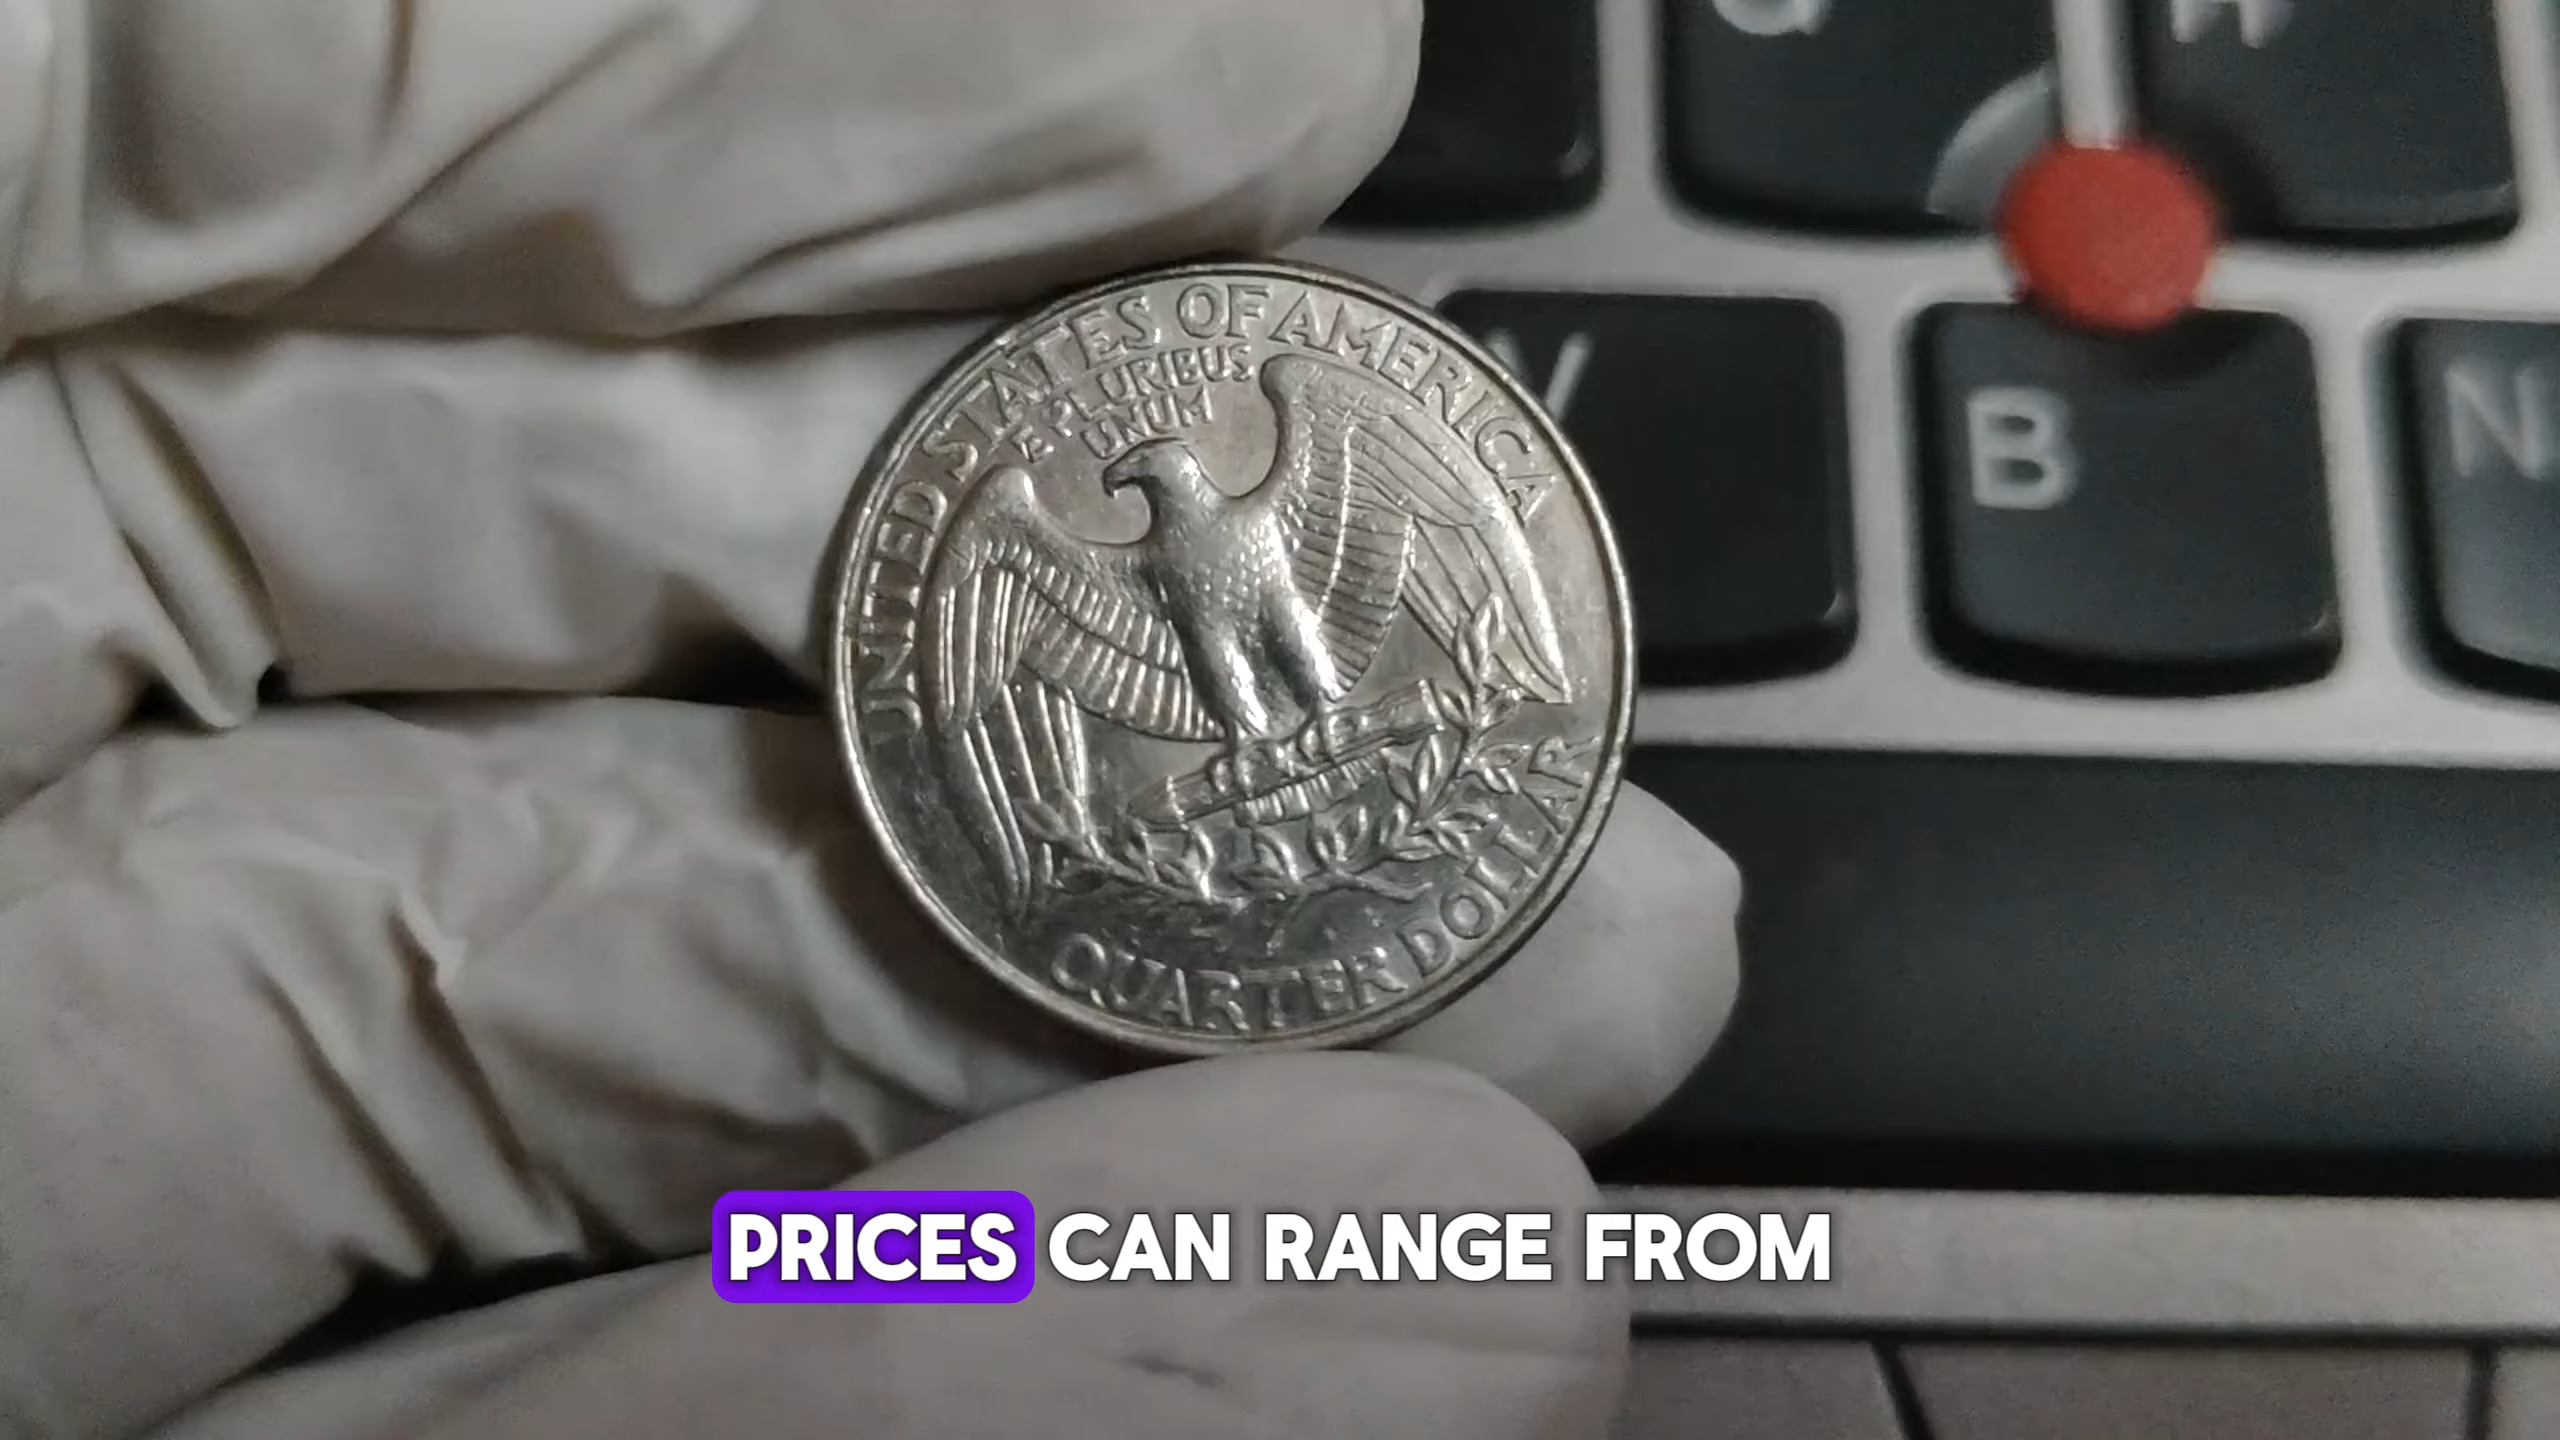 G H
V
B
N
UNITED STATES OF AMERICA
E PLURIBUS
UNUM
QUARTER DOLLAR
PRICES CAN RANGE FROM